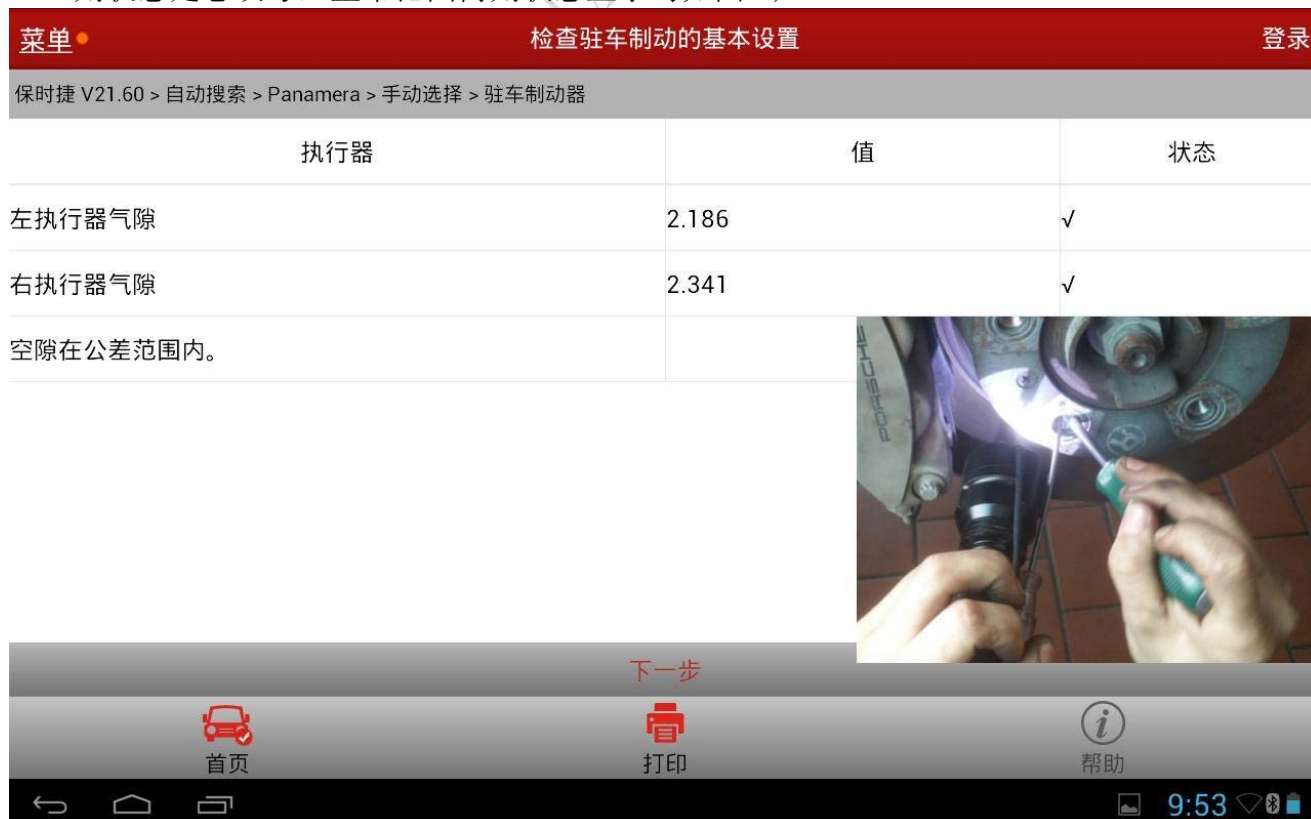 菜单
检查驻车制动的基本设置
登录
保时捷 V21.60 > 自动搜索 > Panamera > 手动选择 > 驻车制动器
执行器 值 状态
左执行器气隙 2.186 √
右执行器气隙 2.341 √
空隙在公差范围内。
PORSCHE
下一步
首页 打印 帮助
9:53